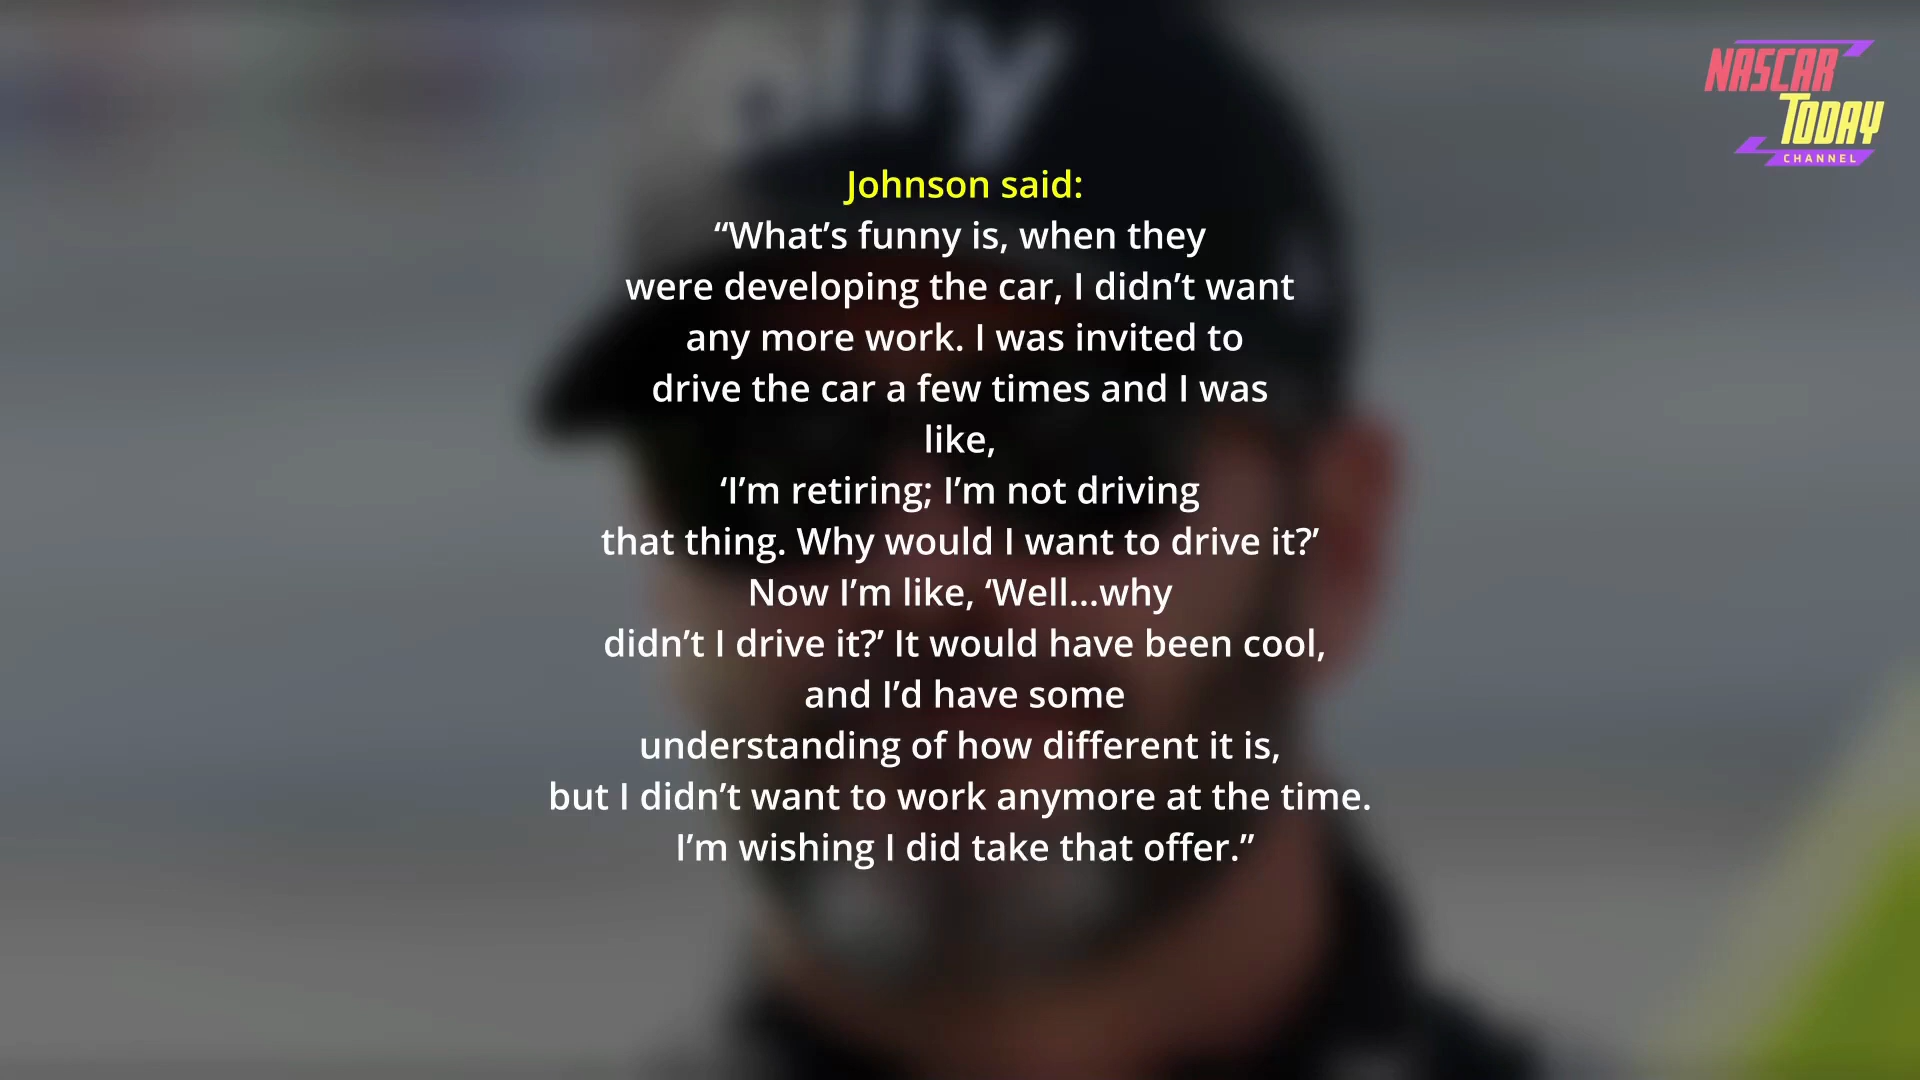 ally
NASCAR
TODAY
CHANNEL
Johnson said:
“What’s funny is, when they
were developing the car, I didn’t want
any more work. I was invited to
drive the car a few times and I was
like,
‘I’m retiring; I’m not driving
that thing. Why would I want to drive it?’
Now I’m like, ‘Well...why
didn’t I drive it?’ It would have been cool,
and I’d have some
understanding of how different it is,
but I didn’t want to work anymore at the time.
I’m wishing I did take that offer.”